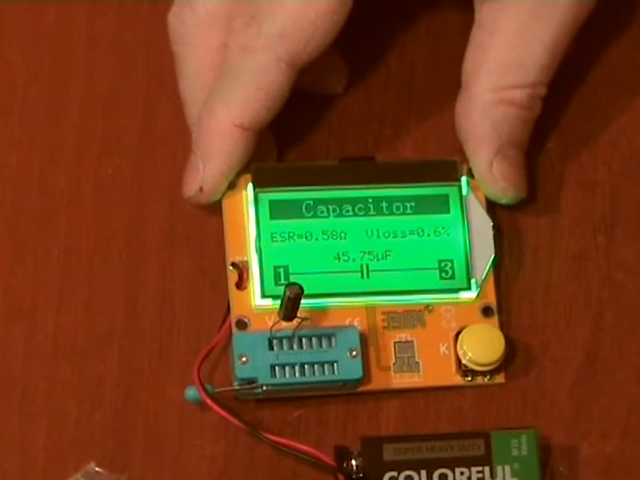 Capacitor
ESR=0.58Ω Vloss=0.6%
45.75µF
1 3
K
SUPER HEAVY DUTY
COLORFUL